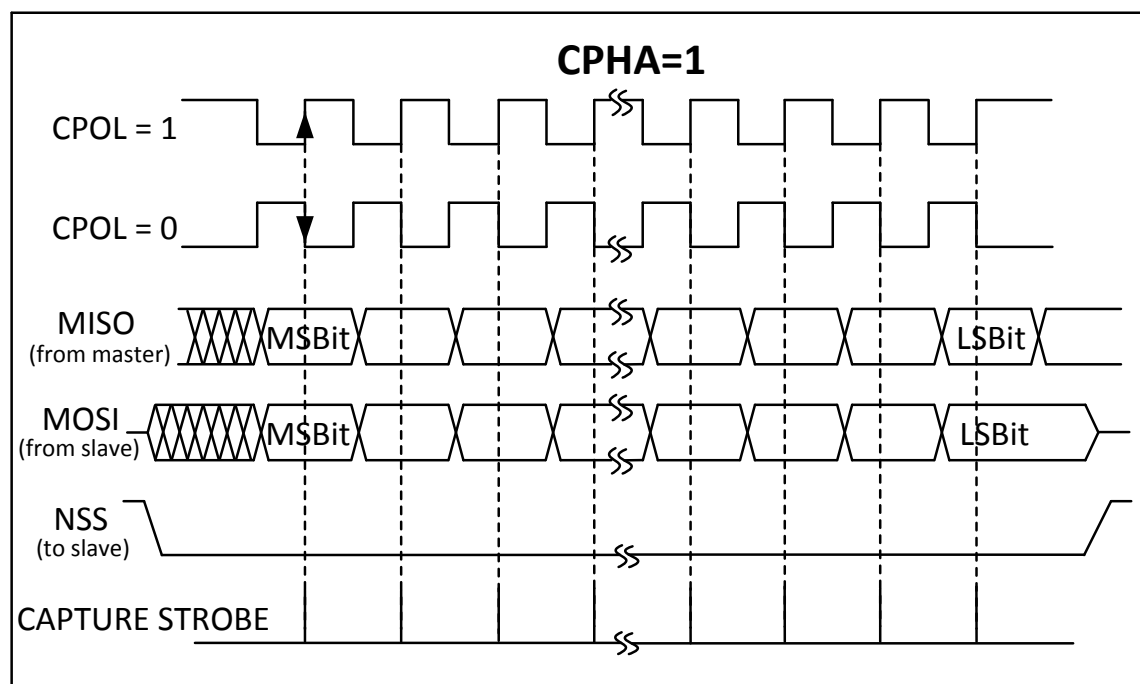 CPHA=1
CPOL = 1
CPOL = 0
MISO
(from master)
MSBit
LSBit
MOSI
(from slave)
MSBit
LSBit
NSS
(to slave)
CAPTURE STROBE